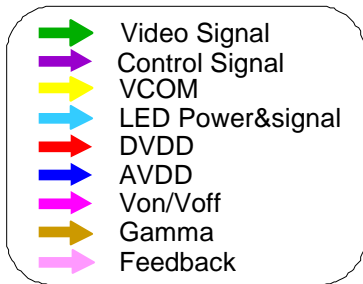 Video Signal
Control Signal
VCOM
LED Power&signal
DVDD
AVDD
Von/Voff
Gamma
Feedback